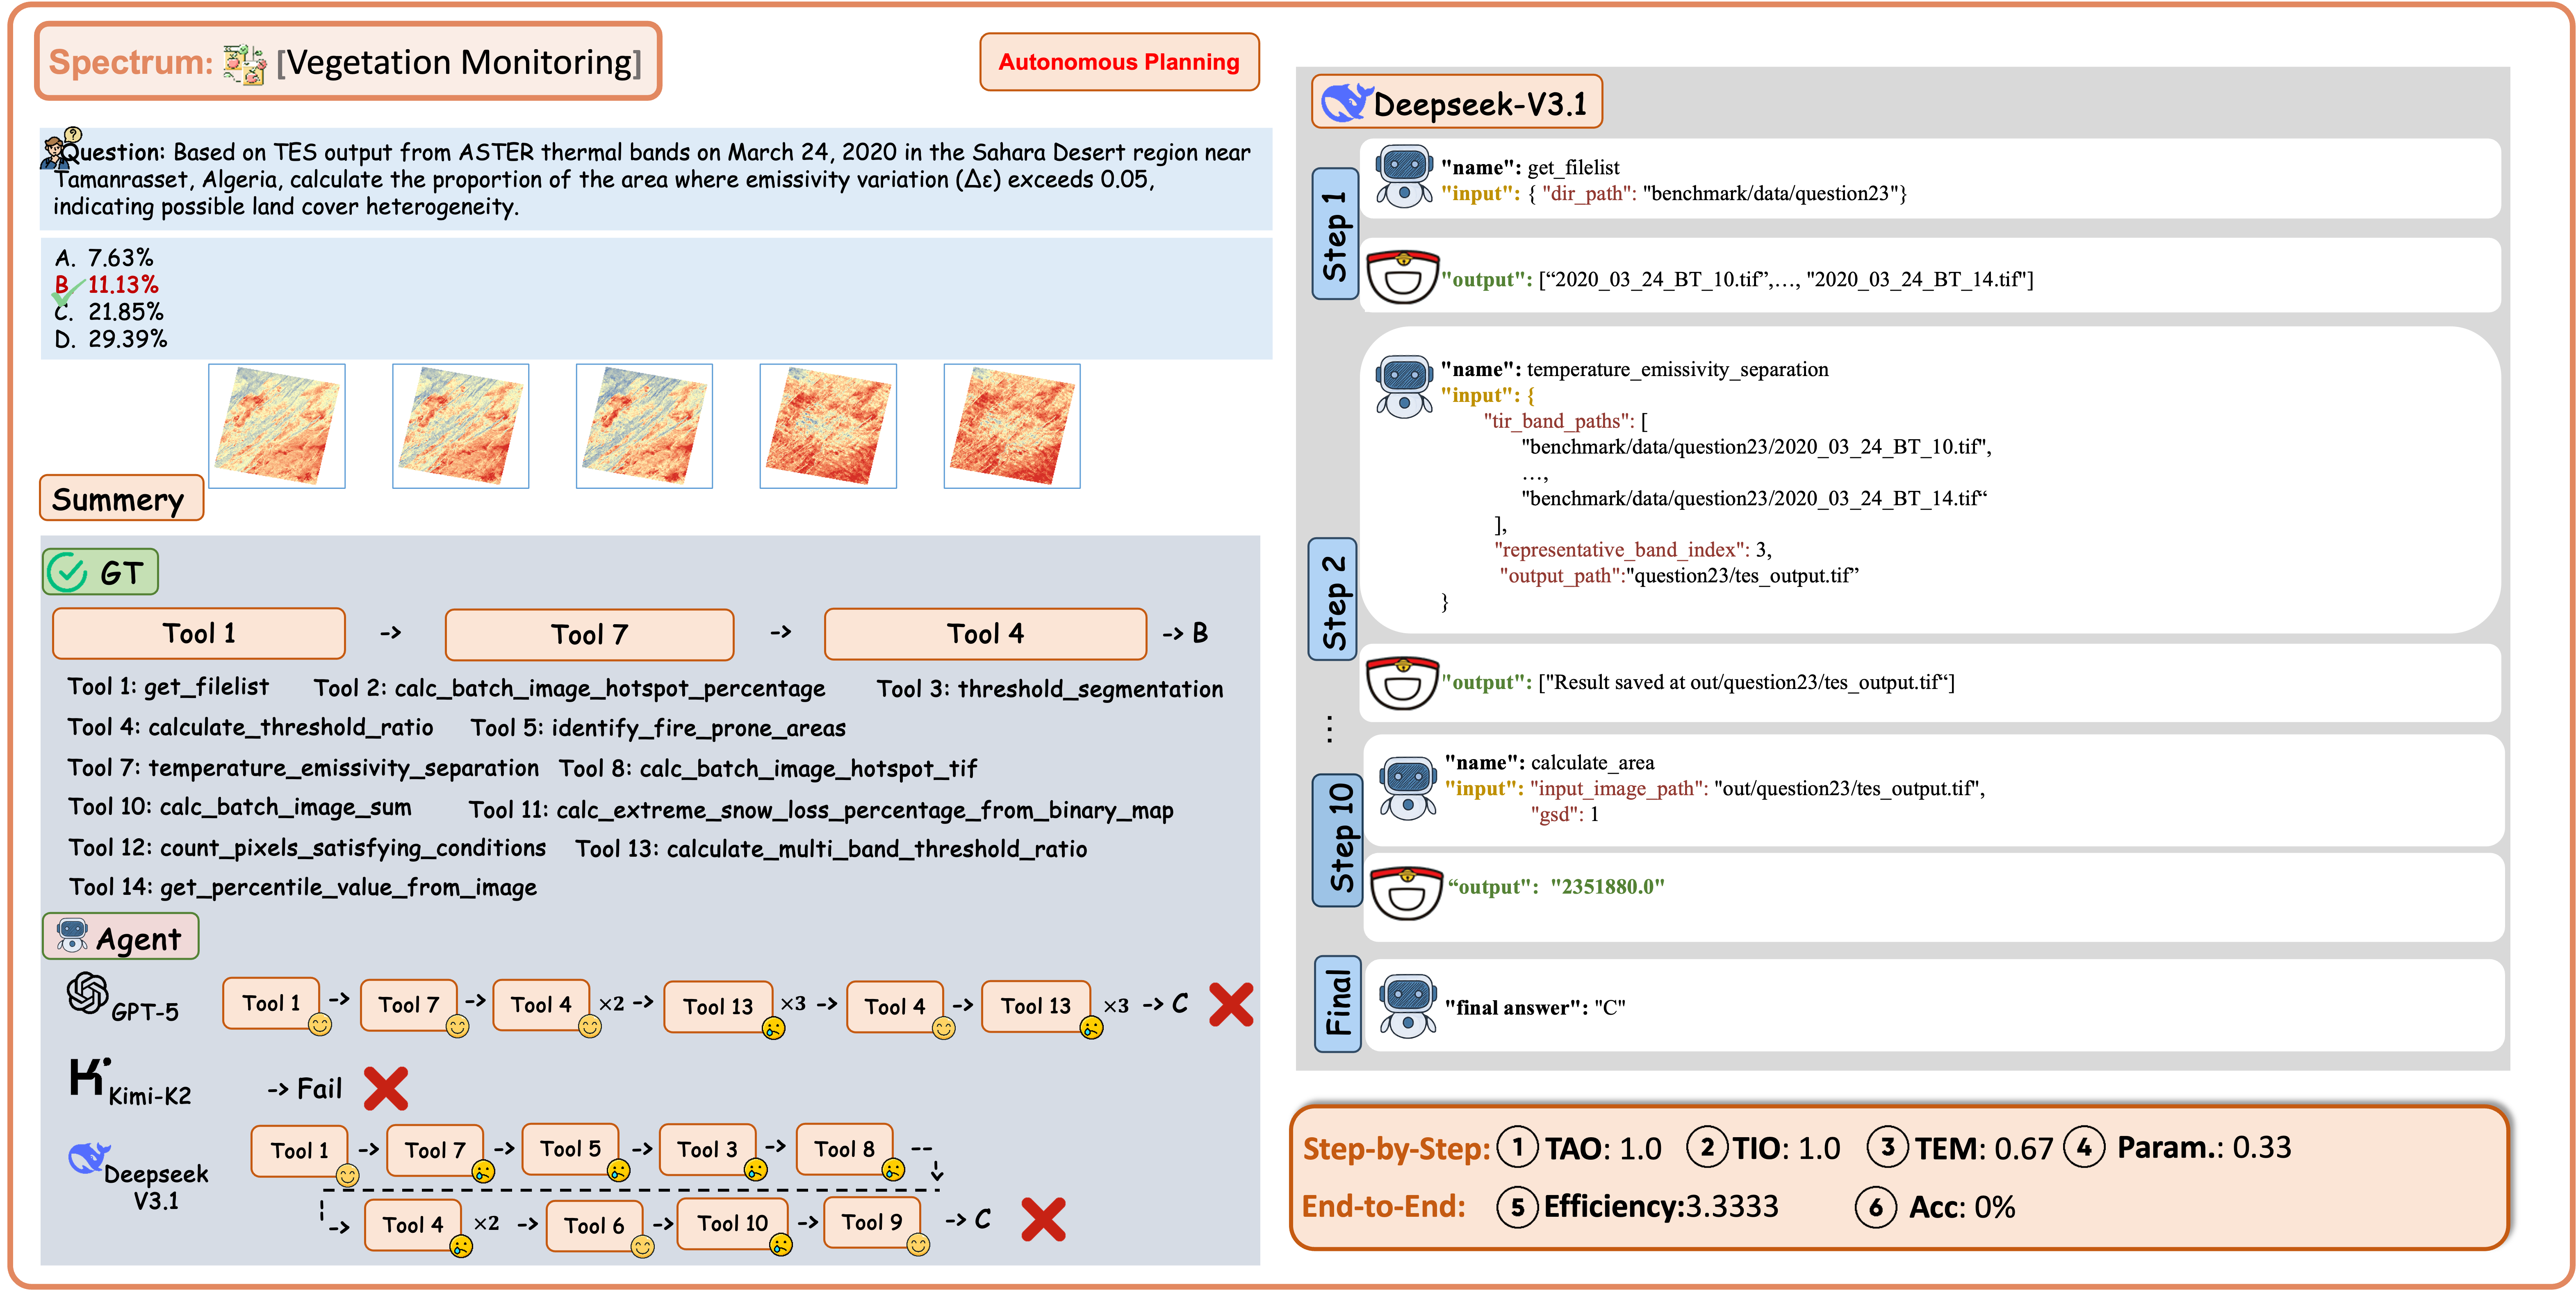 Spectrum: [Vegetation Monitoring]
Autonomous Planning
Question: Based on TES output from ASTER thermal bands on March 24, 2020 in the Sahara Desert region near
Tamanrasset, Algeria, calculate the proportion of the area where emissivity variation (Δε) exceeds 0.05,
indicating possible land cover heterogeneity.
A. 7.63%
B. 11.13%
C. 21.85%
D. 29.39%
Summery
GT
Tool 1 -> Tool 7 -> Tool 4 -> B
Tool 1: get_filelist Tool 2: calc_batch_image_hotspot_percentage Tool 3: threshold_segmentation
Tool 4: calculate_threshold_ratio Tool 5: identify_fire_prone_areas
Tool 7: temperature_emissivity_separation Tool 8: calc_batch_image_hotspot_tif
Tool 10: calc_batch_image_sum Tool 11: calc_extreme_snow_loss_percentage_from_binary_map
Tool 12: count_pixels_satisfying_conditions Tool 13: calculate_multi_band_threshold_ratio
Tool 14: get_percentile_value_from_image
Agent
GPT-5 Tool 1 -> Tool 7 -> Tool 4 ×2 -> Tool 13 ×3 -> Tool 4 -> Tool 13 ×3 -> C
Kimi-K2 -> Fail
Deepseek
V3.1
Tool 1 -> Tool 7 -> Tool 5 -> Tool 3 -> Tool 8 --
-> Tool 4 ×2 -> Tool 6 -> Tool 10 -> Tool 9 -> C
Deepseek-V3.1
Step 1
"name": get_filelist
"input": { "dir_path": "benchmark/data/question23"}
"output": [“2020_03_24_BT_10.tif”,…, "2020_03_24_BT_14.tif"]
Step 2
"name": temperature_emissivity_separation
"input": {
"tir_band_paths": [
"benchmark/data/question23/2020_03_24_BT_10.tif",
…,
"benchmark/data/question23/2020_03_24_BT_14.tif“
],
"representative_band_index": 3,
"output_path":"question23/tes_output.tif”
}
"output": ["Result saved at out/question23/tes_output.tif“]
⋮
Step 10
"name": calculate_area
"input": "input_image_path": "out/question23/tes_output.tif",
"gsd": 1
“output": "2351880.0"
Final
"final answer": "C"
Step-by-Step: 1 TAO: 1.0 2 TIO: 1.0 3 TEM: 0.67 4 Param.: 0.33
End-to-End: 5 Efficiency:3.3333 6 Acc: 0%